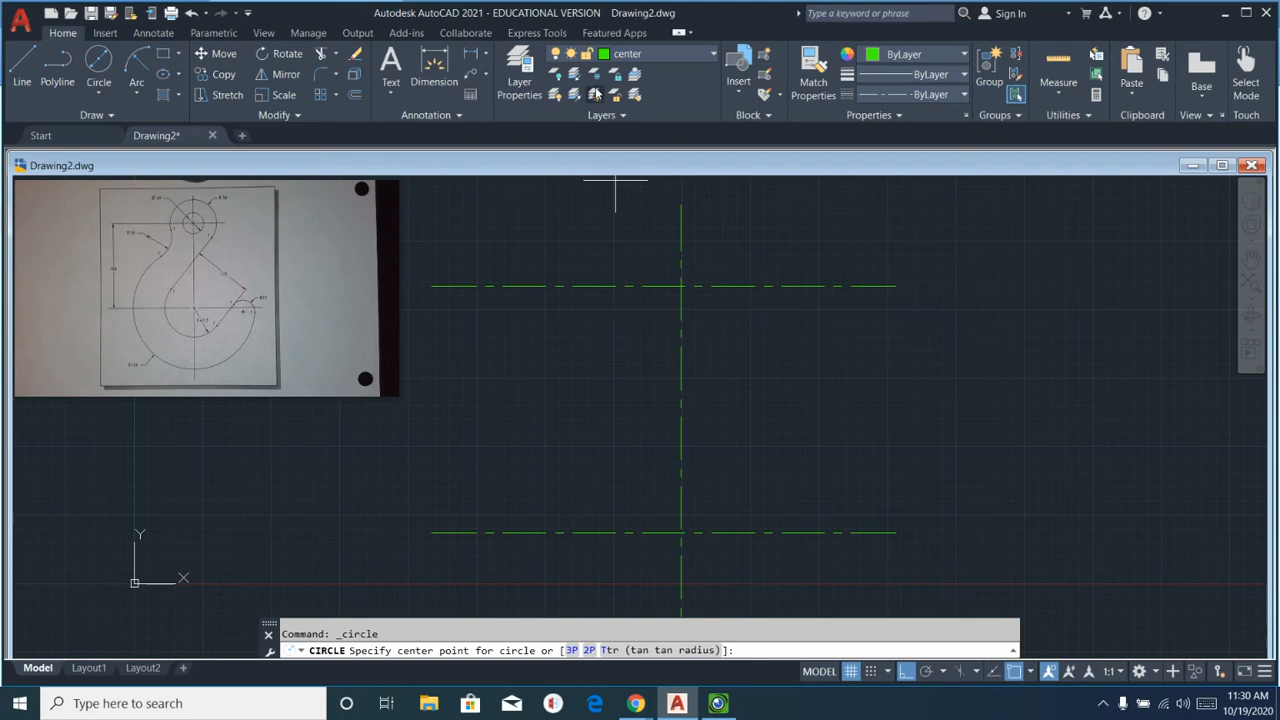 Autodesk AutoCAD 2021 - EDUCATIONAL VERSION Drawing2.dwg
Type a keyword or phrase
Sign In
Home Insert Annotate Parametric View Manage Output Add-ins Collaborate Express Tools Featured Apps
Line Polyline Circle Arc
Move Rotate
Copy Mirror
Stretch Scale Array
Text Dimension
Layer Properties
center
Insert
Match Properties
ByLayer
ByLayer
ByLayer
Group
Measure
Paste
Base
Select Mode
Draw Modify Annotation Layers Block Properties Groups Utilities Clipboard View Touch
Start Drawing2*
Drawing2.dwg
Y
X
Command: _circle
CIRCLE Specify center point for circle or [3P 2P Ttr (tan tan radius)]:
Model Layout1 Layout2
MODEL
1:1
Type here to search
11:30 AM
10/19/2020